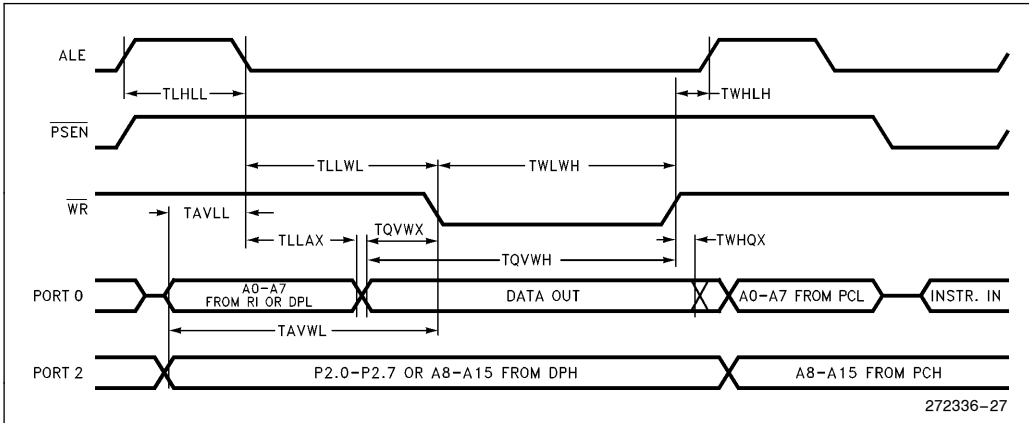 ALE
TLHLL
TWHLH
PSEN
TLLWL
TWLWH
WR
TAVLL
TQVWX
TLLAX
TWHQX
TQVWH
PORT 0
A0-A7
FROM RI OR DPL
DATA OUT
A0-A7 FROM PCL
INSTR. IN
TAVWL
PORT 2
P2.0-P2.7 OR A8-A15 FROM DPH
A8-A15 FROM PCH
272336-27